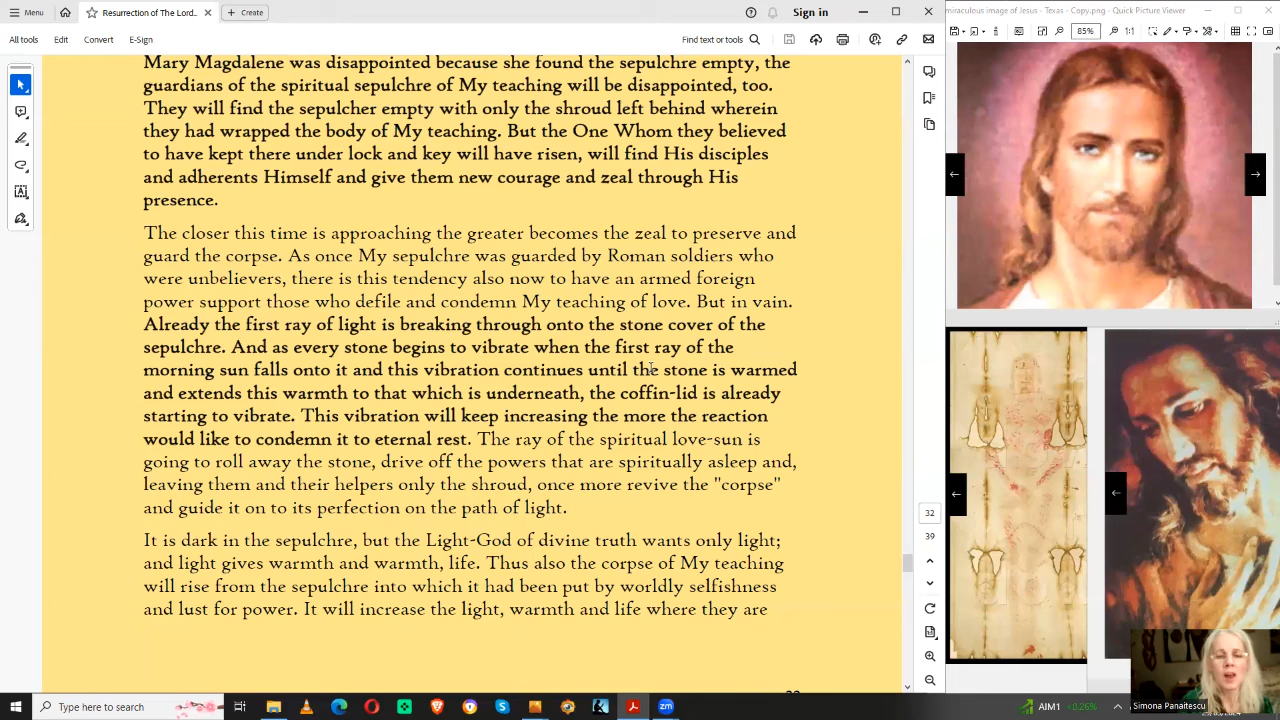 Menu
Resurrection of The Lord...
Create
Sign in
miraculous image of Jesus - Texas - Copy.png - Quick Picture Viewer
All tools
Edit
Convert
E-Sign
Find text or tools
85%
1:1
Mary Magdalene was disappointed because she found the sepulchre empty, the
guardians of the spiritual sepulchre of My teaching will be disappointed, too.
They will find the sepulcher empty with only the shroud left behind wherein
they had wrapped the body of My teaching. But the One Whom they believed
to have kept there under lock and key will have risen, will find His disciples
and adherents Himself and give them new courage and zeal through His
presence.
The closer this time is approaching the greater becomes the zeal to preserve and
guard the corpse. As once My sepulchre was guarded by Roman soldiers who
were unbelievers, there is this tendency also now to have an armed foreign
power support those who defile and condemn My teaching of love. But in vain.
Already the first ray of light is breaking through onto the stone cover of the
sepulchre. And as every stone begins to vibrate when the first ray of the
morning sun falls onto it and this vibration continues until the stone is warmed
and extends this warmth to that which is underneath, the coffin-lid is already
starting to vibrate. This vibration will keep increasing the more the reaction
would like to condemn it to eternal rest. The ray of the spiritual love-sun is
going to roll away the stone, drive off the powers that are spiritually asleep and,
leaving them and their helpers only the shroud, once more revive the "corpse"
and guide it on to its perfection on the path of light.
It is dark in the sepulchre, but the Light-God of divine truth wants only light;
and light gives warmth and warmth, life. Thus also the corpse of My teaching
will rise from the sepulchre into which it had been put by worldly selfishness
and lust for power. It will increase the light, warmth and life where they are
32
39
Type here to search
AIM1
+0.26%
Simona Panaitescu